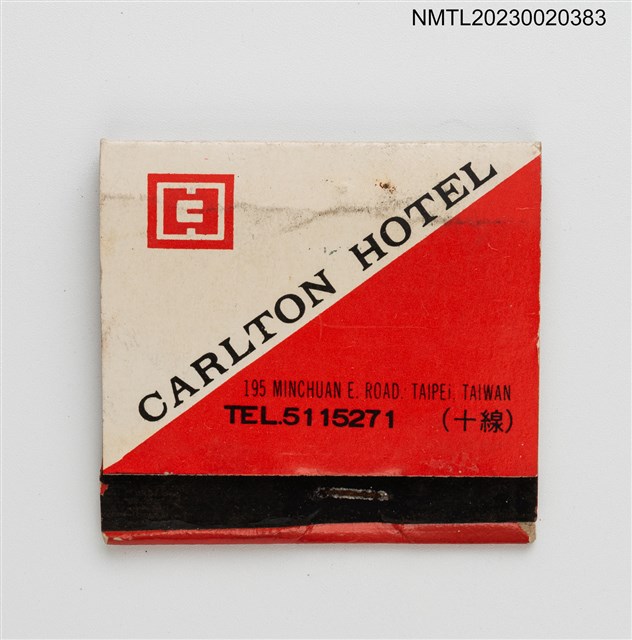 NMTL20230020383
CARLTON HOTEL
195 MINCHUAN E. ROAD. TAIPEi, TAIWAN
TEL.5115271 (十線)